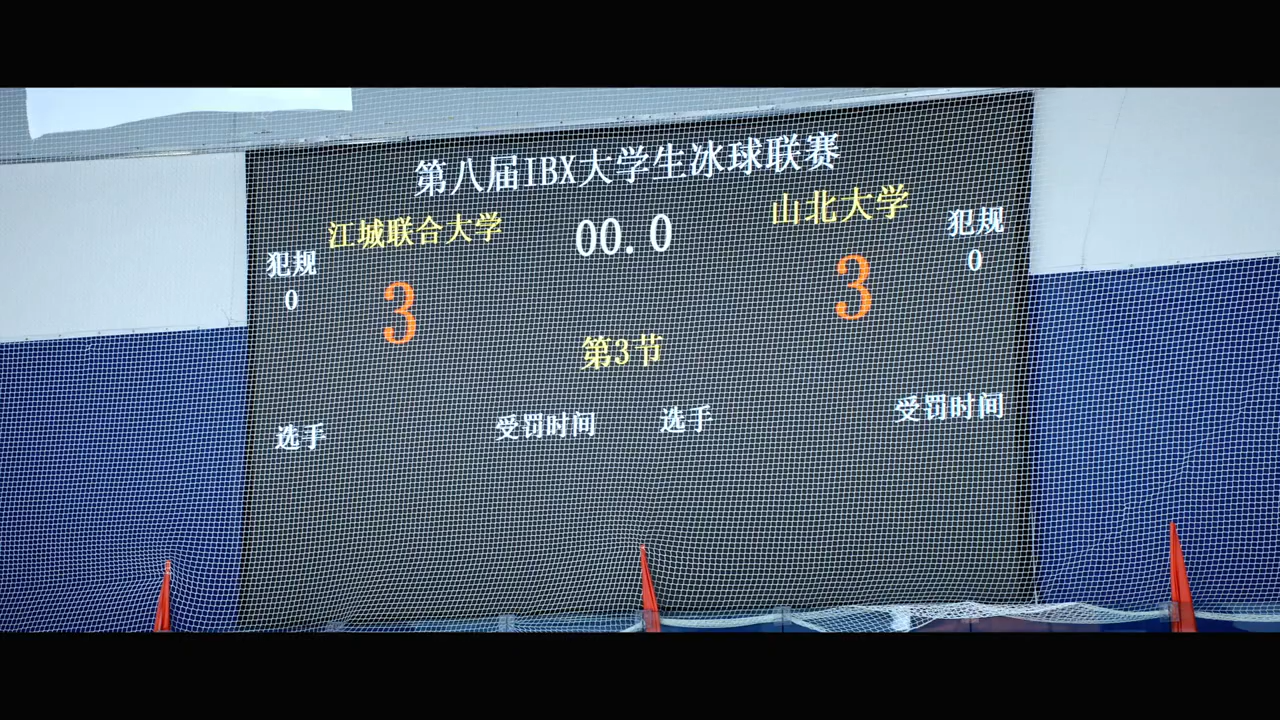 第八届IBX大学生冰球联赛
江城联合大学 00.0 山北大学
犯规 犯规
0 3 3 0
第3节
选手 受罚时间 选手 受罚时间